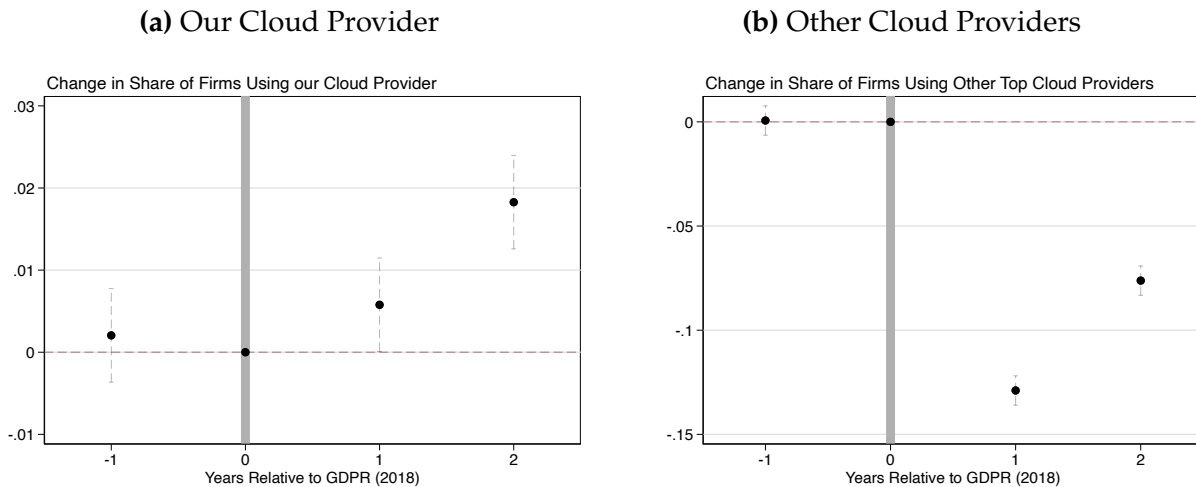 (a) Our Cloud Provider
Change in Share of Firms Using our Cloud Provider
.03
.02
.01
0
-.01
-1 0 1 2
Years Relative to GDPR (2018)
(b) Other Cloud Providers
Change in Share of Firms Using Other Top Cloud Providers
0
-.05
-.1
-.15
-1 0 1 2
Years Relative to GDPR (2018)